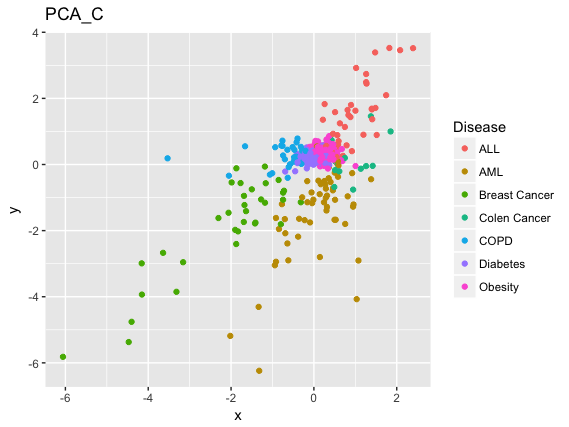 PCA_C
4
2
0
-2
-4
-6
y
-6
-4
-2
0
2
x
Disease
ALL
AML
Breast Cancer
Colen Cancer
COPD
Diabetes
Obesity